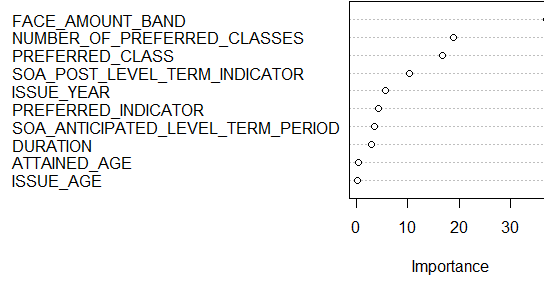 FACE_AMOUNT_BAND
NUMBER_OF_PREFERRED_CLASSES
PREFERRED_CLASS
SOA_POST_LEVEL_TERM_INDICATOR
ISSUE_YEAR
PREFERRED_INDICATOR
SOA_ANTICIPATED_LEVEL_TERM_PERIOD
DURATION
ATTAINED_AGE
ISSUE_AGE
0 10 20 30
Importance